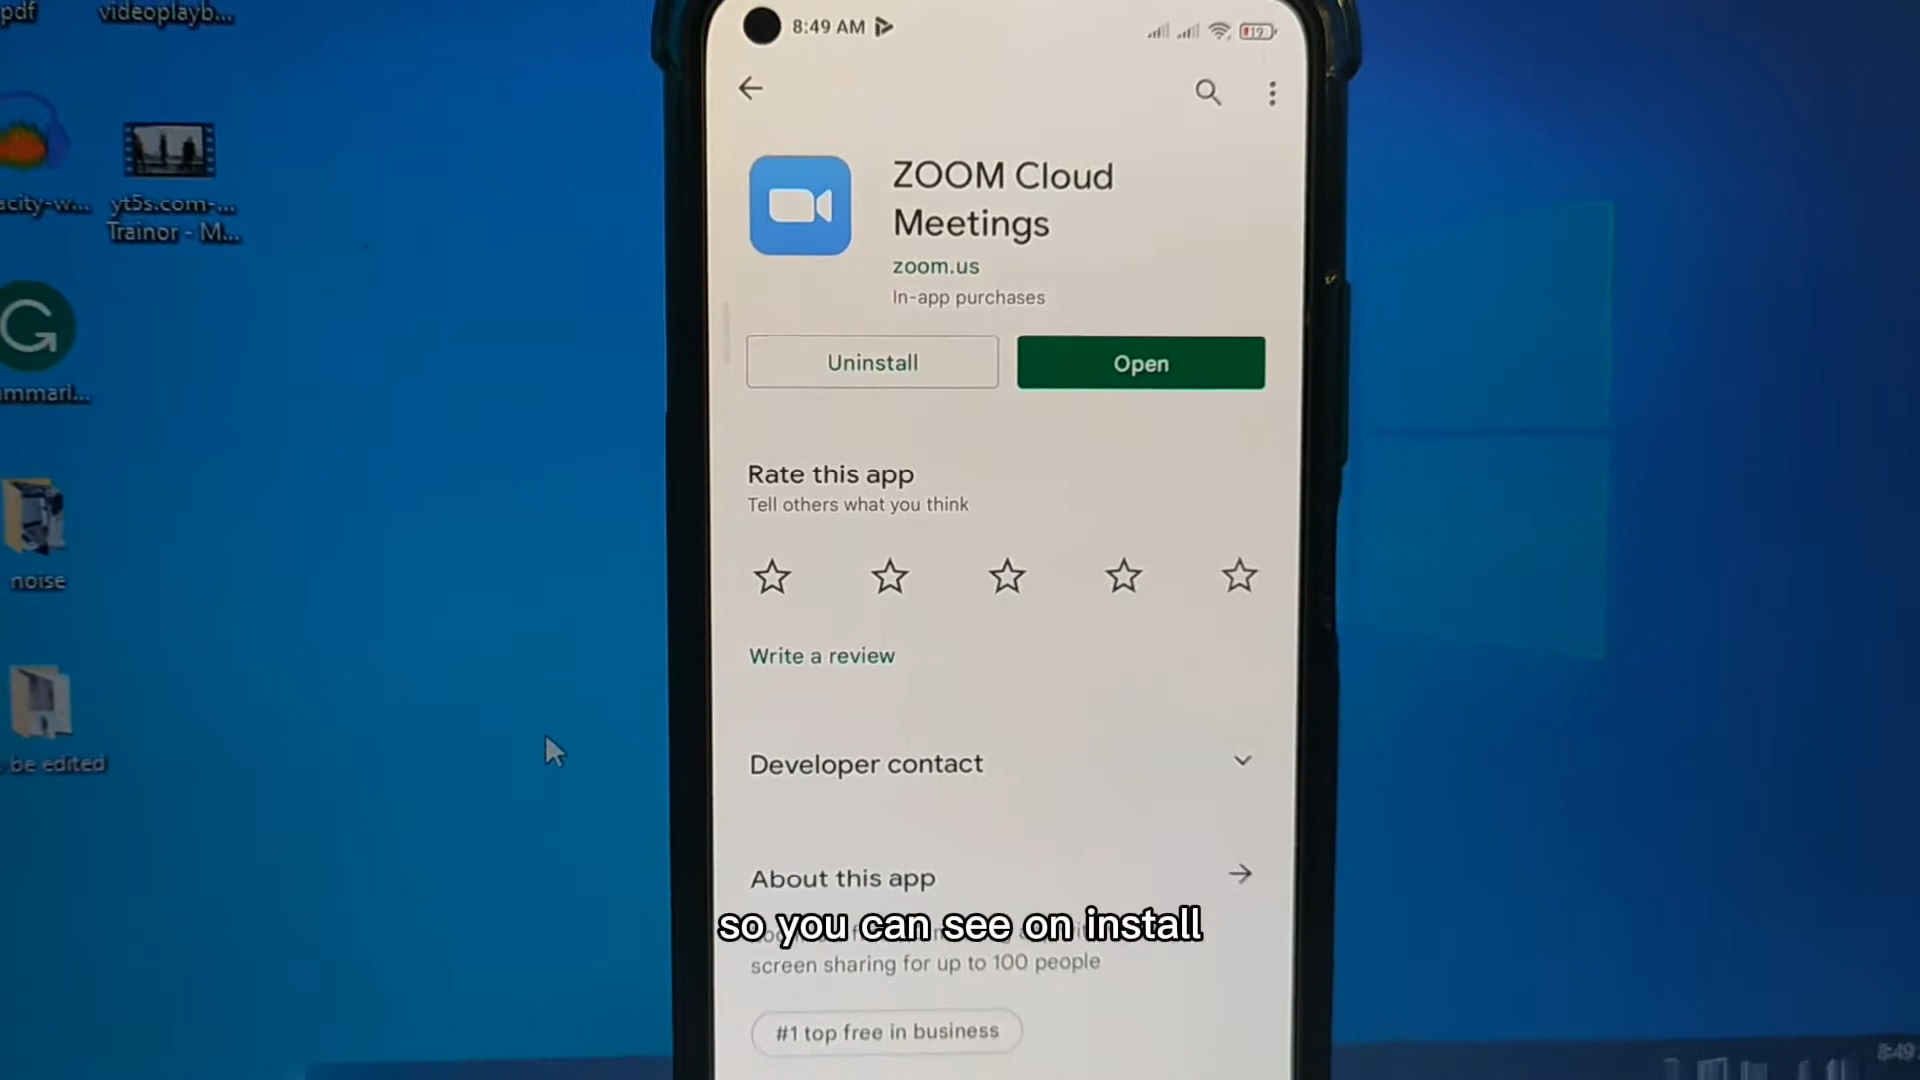 pdf
videoplayb...
acity-w...
yt5s.com-...
Trainor - M...
ammarl...
noise
be edited
8:49 AM
19
ZOOM Cloud
Meetings
zoom.us
In-app purchases
Uninstall
Open
Rate this app
Tell others what you think
Write a review
Developer contact
About this app
so you can see on install
screen sharing for up to 100 people
#1 top free in business
8:49